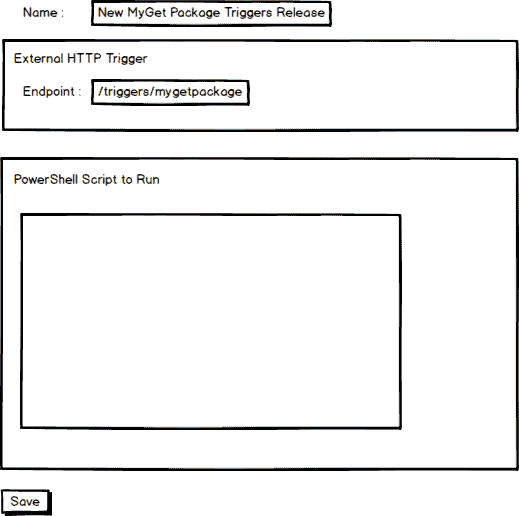 Name : New MyGet Package Triggers Release
External HTTP Trigger
Endpoint : /triggers/mygetpackage
PowerShell Script to Run
Save